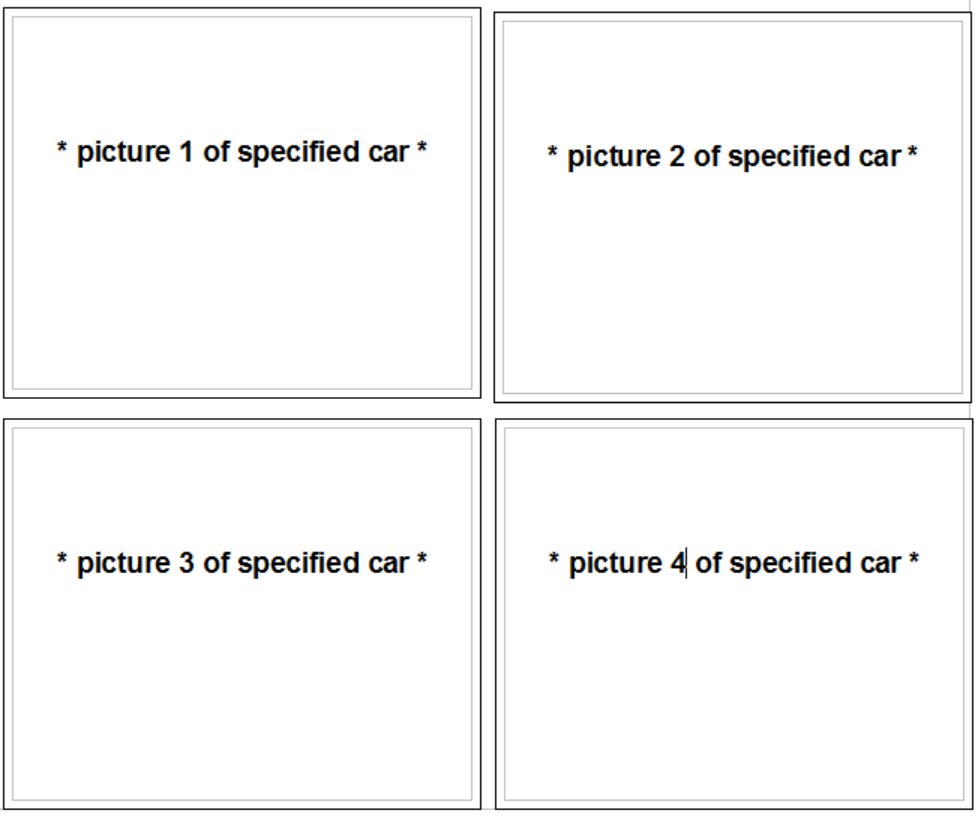 * picture 1 of specified car *
* picture 2 of specified car *
* picture 3 of specified car *
* picture 4 of specified car *